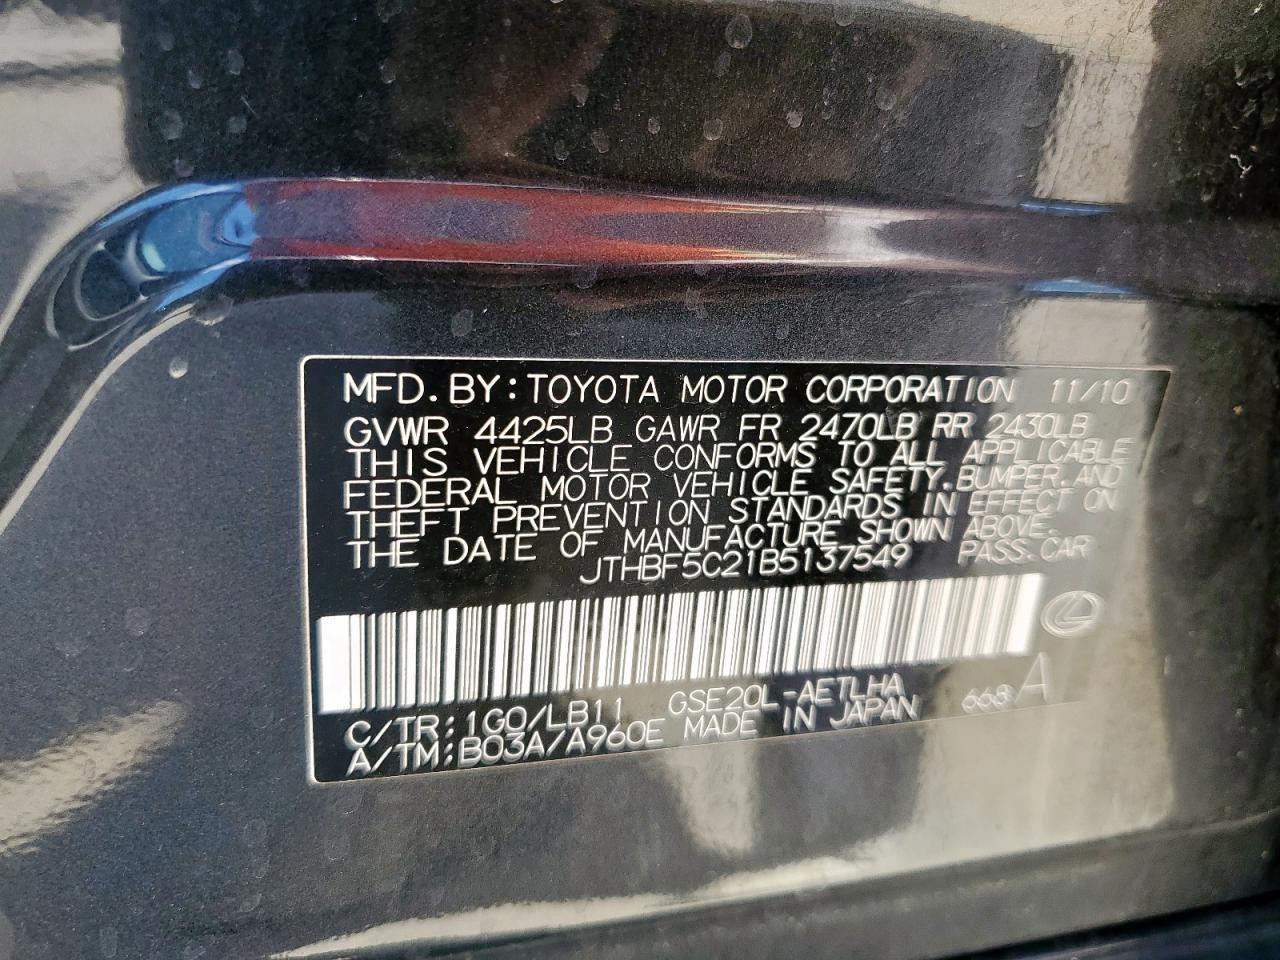 MFD. BY: TOYOTA MOTOR CORPORATION 11/10
GVWR 4425LB GAWR FR 2470LB RR 2430LB
THIS VEHICLE CONFORMS TO ALL APPLICABLE
FEDERAL MOTOR VEHICLE SAFETY, BUMPER, AND
THEFT PREVENTION STANDARDS IN EFFECT ON
THE DATE OF MANUFACTURE SHOWN ABOVE.
JTHBF5C21B5137549 PASS. CAR
C/TR: 1G0/LB11 GSE20L-AETLHA 668 A
A/TM: B03A/A960E MADE IN JAPAN